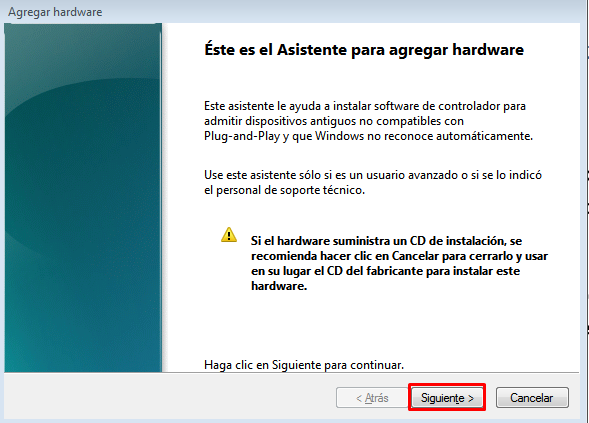 Agregar hardware
Éste es el Asistente para agregar hardware
Este asistente le ayuda a instalar software de controlador para
admitir dispositivos antiguos no compatibles con
Plug-and-Play y que Windows no reconoce automáticamente.
Use este asistente sólo si es un usuario avanzado o si se lo indicó
el personal de soporte técnico.
Si el hardware suministra un CD de instalación, se
recomienda hacer clic en Cancelar para cerrarlo y usar
en su lugar el CD del fabricante para instalar este
hardware.
Haga clic en Siguiente para continuar.
< Atrás Siguiente > Cancelar